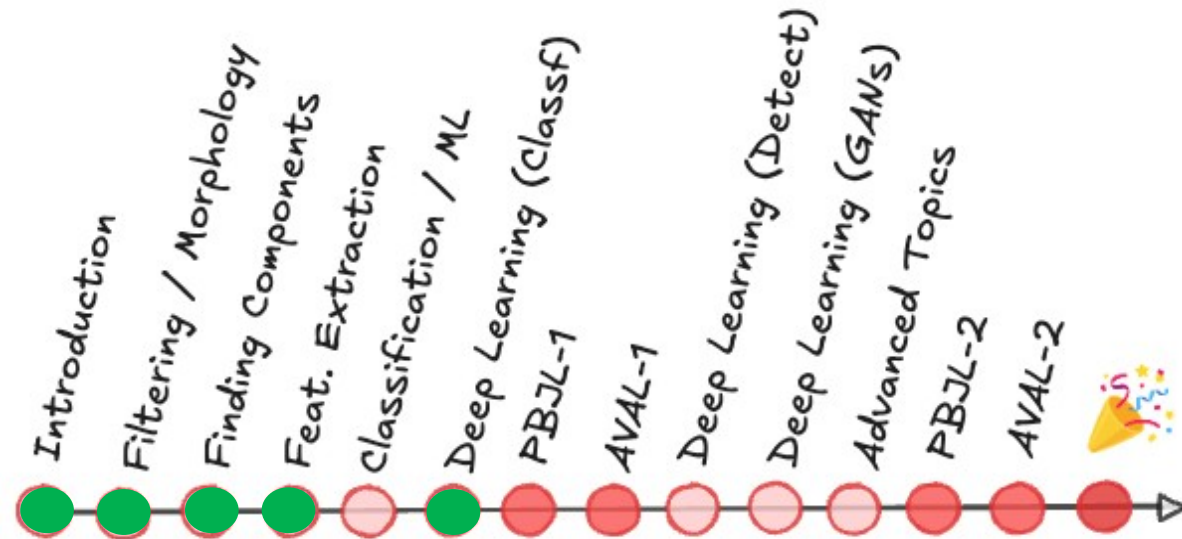 Introduction
Filtering / Morphology
Finding Components
Feat. Extraction
Classification / ML
Deep Learning (Classf)
PBJL-1
AVAL-1
Deep Learning (Detect)
Deep Learning (GANs)
Advanced Topics
PBJL-2
AVAL-2